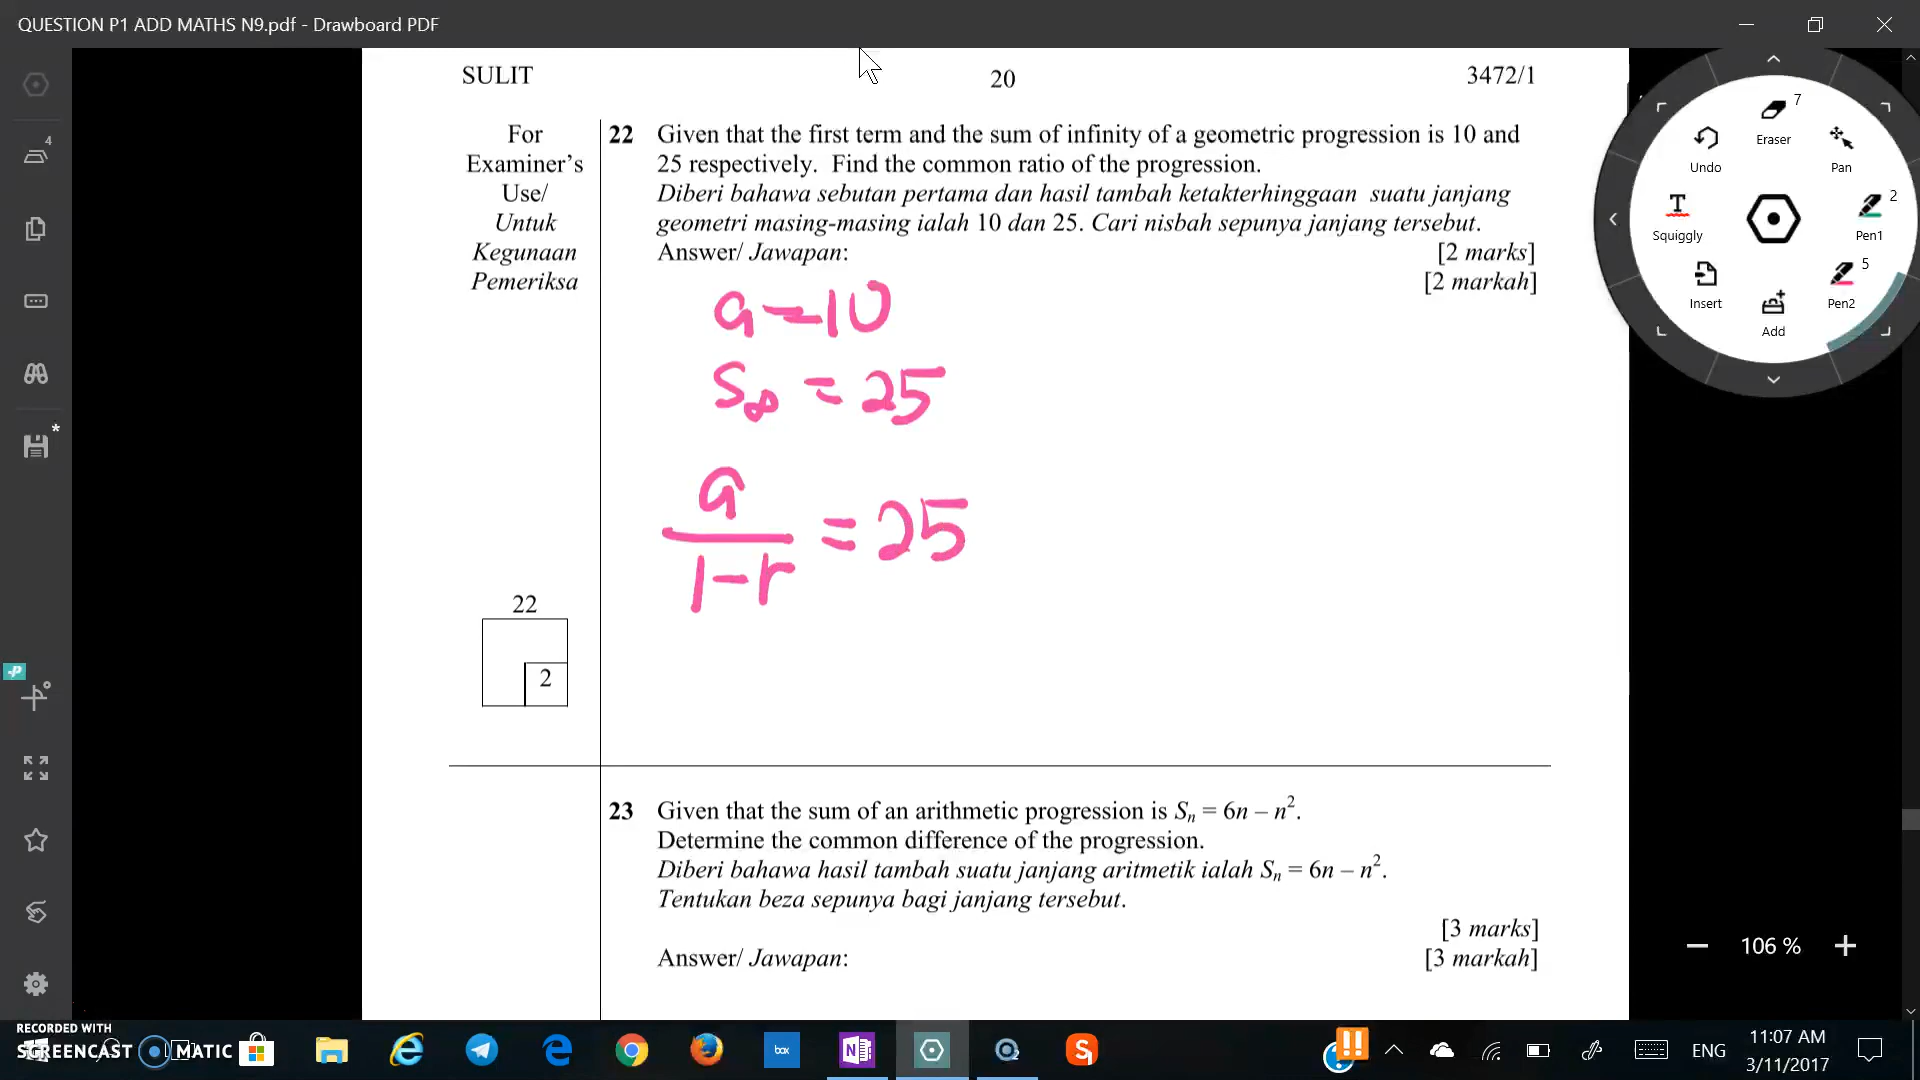 QUESTION P1 ADD MATHS N9.pdf - Drawboard PDF
SULIT
20
3472/1
For
Examiner's
Use/
Untuk
Kegunaan
Pemeriksa
22 Given that the first term and the sum of infinity of a geometric progression is 10 and
25 respectively. Find the common ratio of the progression.
Diberi bahawa sebutan pertama dan hasil tambah ketakterhinggaan suatu janjang
geometri masing-masing ialah 10 dan 25. Cari nisbah sepunya janjang tersebut.
Answer/ Jawapan:
[2 marks]
[2 markah]
a = 10
S∞ = 25
a/(1-r) = 25
22
2
23 Given that the sum of an arithmetic progression is Sn = 6n – n².
Determine the common difference of the progression.
Diberi bahawa hasil tambah suatu janjang aritmetik ialah Sn = 6n – n².
Tentukan beza sepunya bagi janjang tersebut.
[3 marks]
Answer/ Jawapan:
[3 markah]
7
Eraser
Undo
Pan
T
Squiggly
2
Pen1
Insert
5
Pen2
Add
4
*
P
106 %
RECORDED WITH
SCREENCAST MATIC
box
N
S
!!
ENG
11:07 AM
3/11/2017